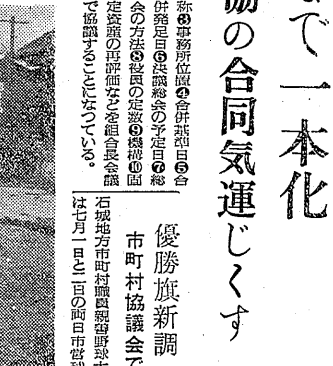 で一本化
協の合同気運じくす
称❸事務所位置❹合併基準日❺合
併発足日❻決議総会の予定日❼総
会の方法❽役員の定数❾機構❿固
定資産の再評価などを組合長会議
で協議することになつている。
優勝旗新調
市町村協議会で
石城地方市町村職員親善野球大
は七月一日と二日の両日市営球